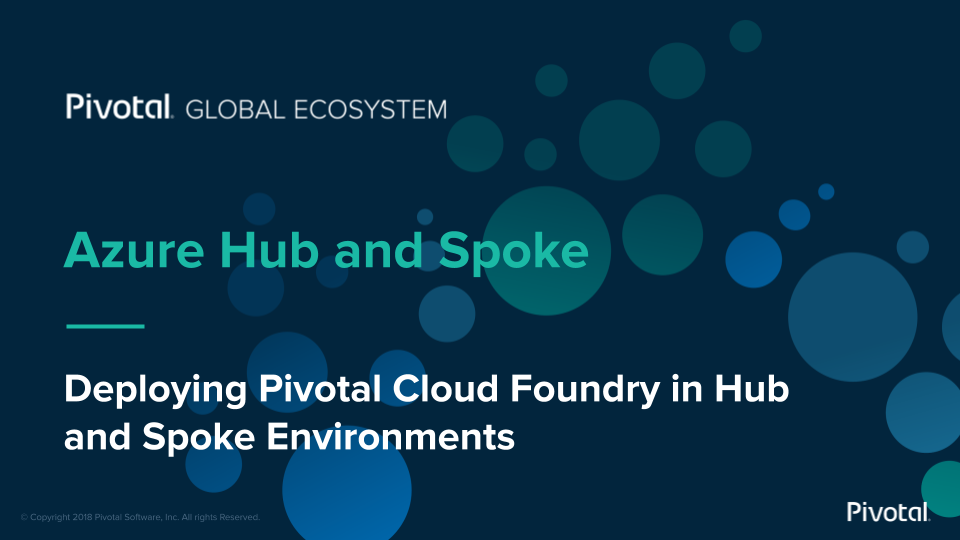 Pivotal. GLOBAL ECOSYSTEM
Azure Hub and Spoke
Deploying Pivotal Cloud Foundry in Hub
and Spoke Environments
© Copyright 2018 Pivotal Software, Inc. All rights Reserved.
Pivotal.